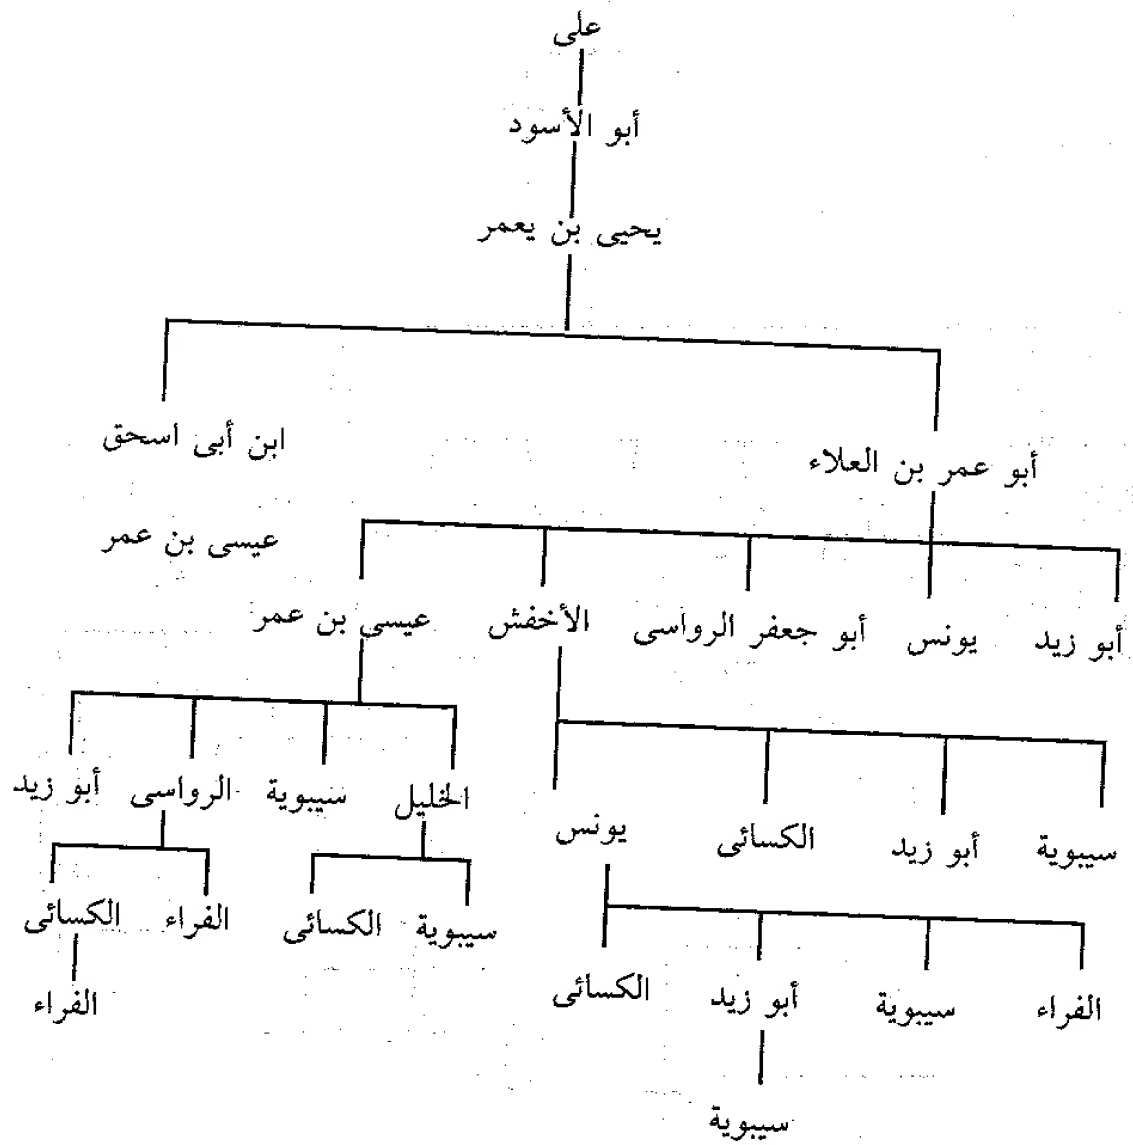 على
أبو الأسود
يحيى بن يعمر
أبو عمر بن العلاء
ابن أبى اسحق
عيسى بن عمر
أبو زيد
يونس
أبو جعفر الرواسى
الأخفش
عيسى بن عمر
سيبوية
أبو زيد
الكسائى
يونس
الخليل
سيبوية
الرواسى
أبو زيد
سيبوية
الكسائى
الفراء
الكسائى
الفراء
الفراء
سيبوية
أبو زيد
الكسائى
سيبوية